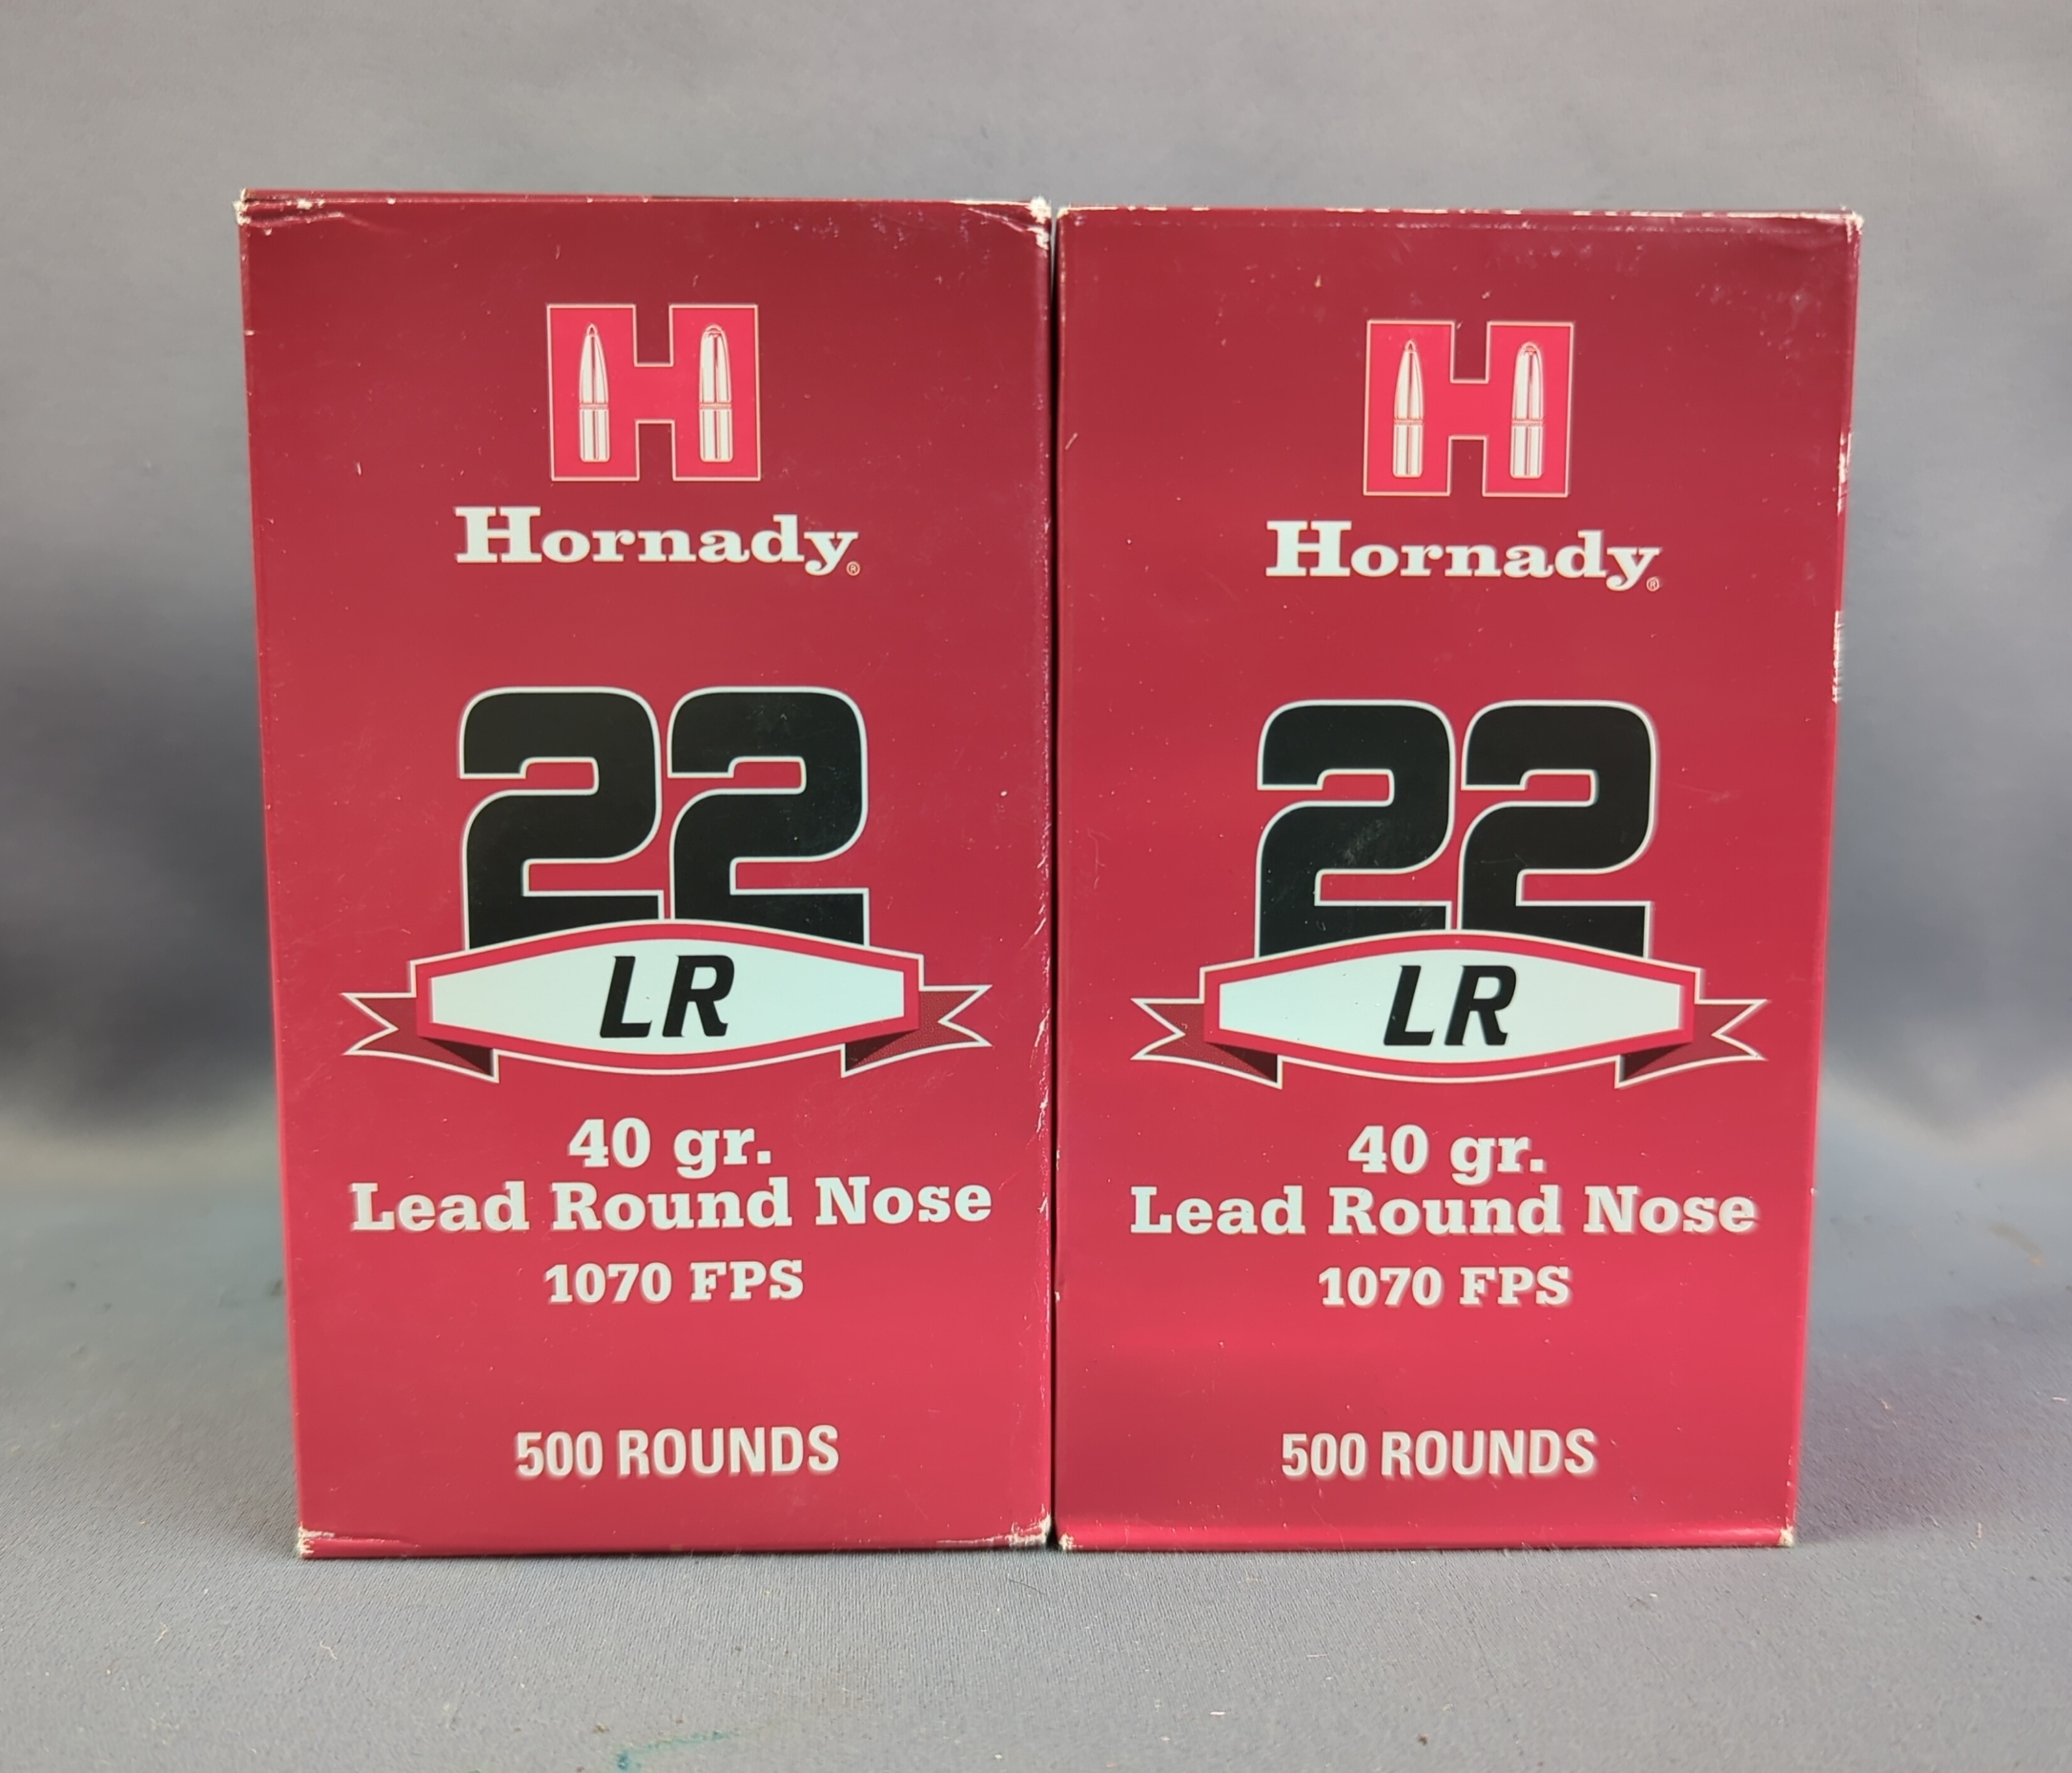 H
Hornady®
22
LR
40 gr.
Lead Round Nose
1070 FPS
500 ROUNDS
H
Hornady®
22
LR
40 gr.
Lead Round Nose
1070 FPS
500 ROUNDS